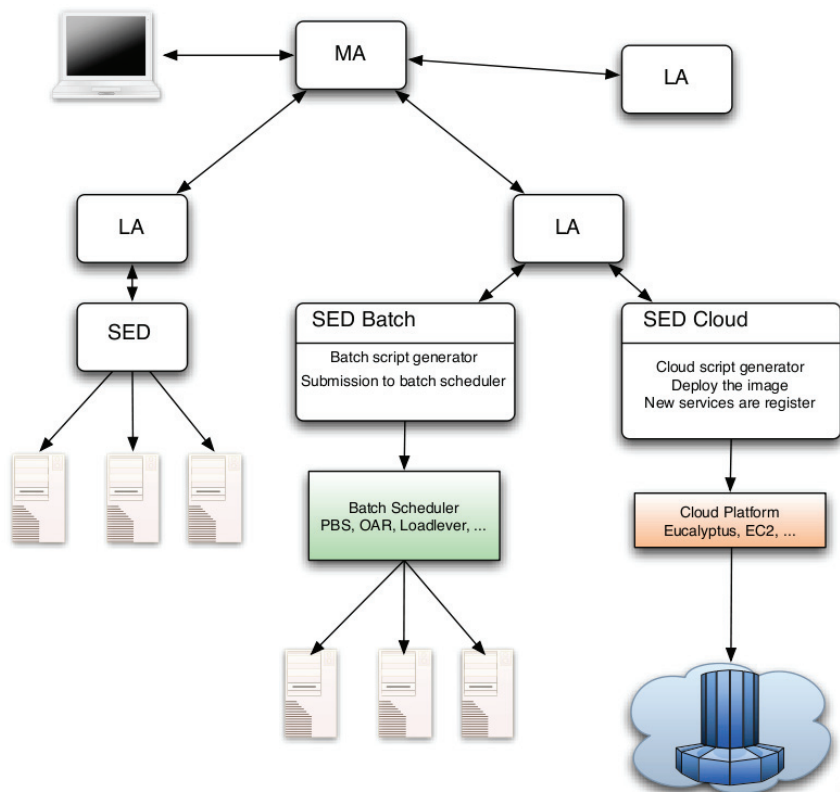 MA
LA
LA
LA
SED
SED Batch
Batch script generator
Submission to batch scheduler
SED Cloud
Cloud script generator
Deploy the image
New services are register
Batch Scheduler
PBS, OAR, Loadlever, ...
Cloud Platform
Eucalyptus, EC2, ...